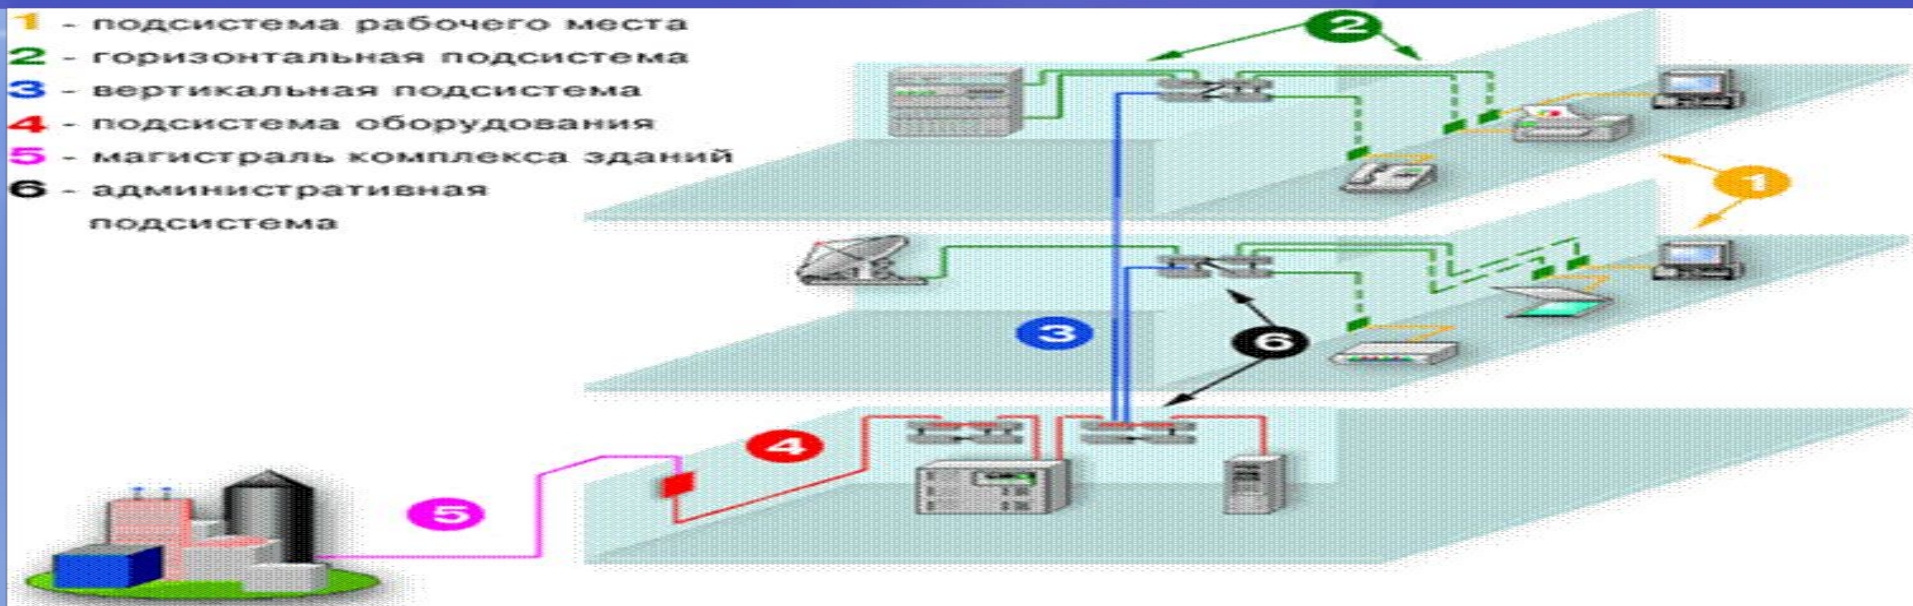 1 - подсистема рабочего места
2 - горизонтальная подсистема
3 - вертикальная подсистема
4 - подсистема оборудования
5 - магистраль комплекса зданий
6 - административная
подсистема
2
1
3
6
4
5